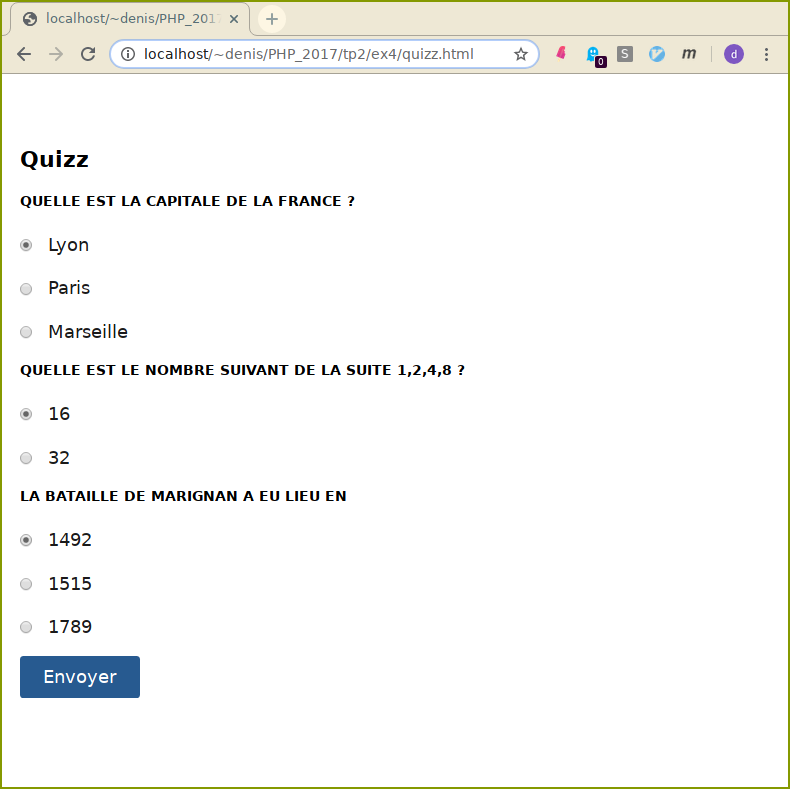 localhost/~denis/PHP_2017
localhost/~denis/PHP_2017/tp2/ex4/quizz.html
0
S
m
d
Quizz
QUELLE EST LA CAPITALE DE LA FRANCE ?
Lyon
Paris
Marseille
QUELLE EST LE NOMBRE SUIVANT DE LA SUITE 1,2,4,8 ?
16
32
LA BATAILLE DE MARIGNAN A EU LIEU EN
1492
1515
1789
Envoyer